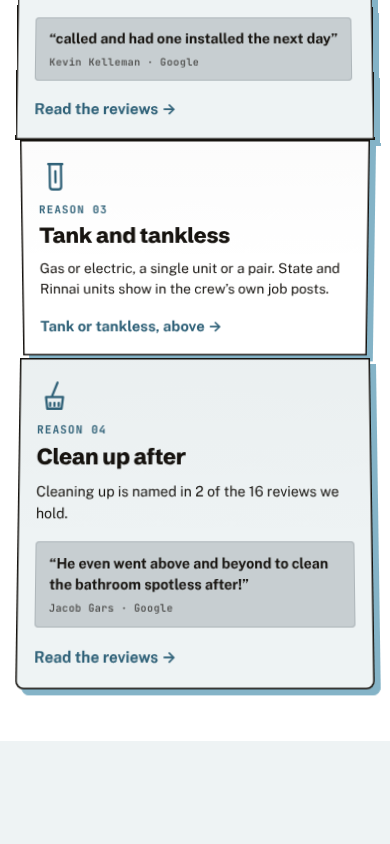 “called and had one installed the next day”
Kevin Kelleman · Google
Read the reviews →
REASON 03
Tank and tankless
Gas or electric, a single unit or a pair. State and
Rinnai units show in the crew’s own job posts.
Tank or tankless, above →
REASON 04
Clean up after
Cleaning up is named in 2 of the 16 reviews we
hold.
“He even went above and beyond to clean
the bathroom spotless after!”
Jacob Gars · Google
Read the reviews →